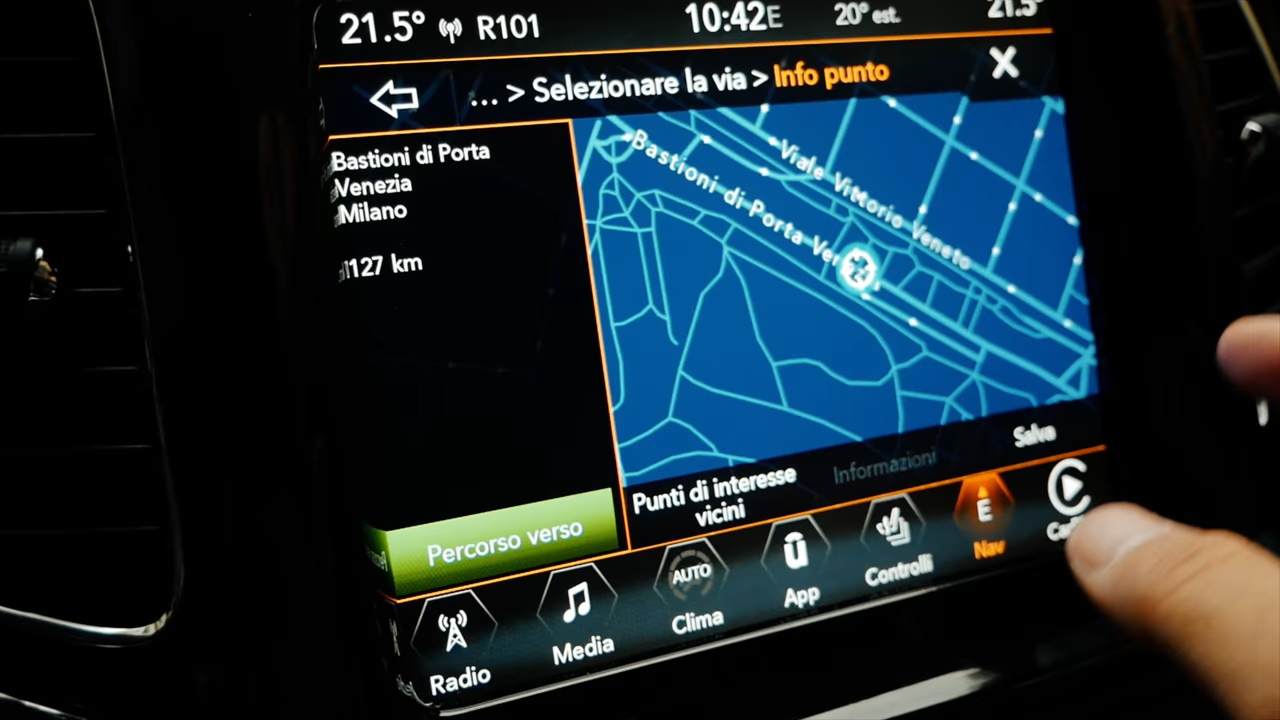 21.5° R101 10:42E 20° est. 21.5°
... > Selezionare la via > Info punto X
Bastioni di Porta
Venezia
Milano
127 km
Bastioni di Porta
Viale Vittorio Veneto
Salva
Informazioni
Punti di interesse
vicini
Percorso verso
Radio
Media
AUTO
Clima
ū
App
Controlli
E
Nav